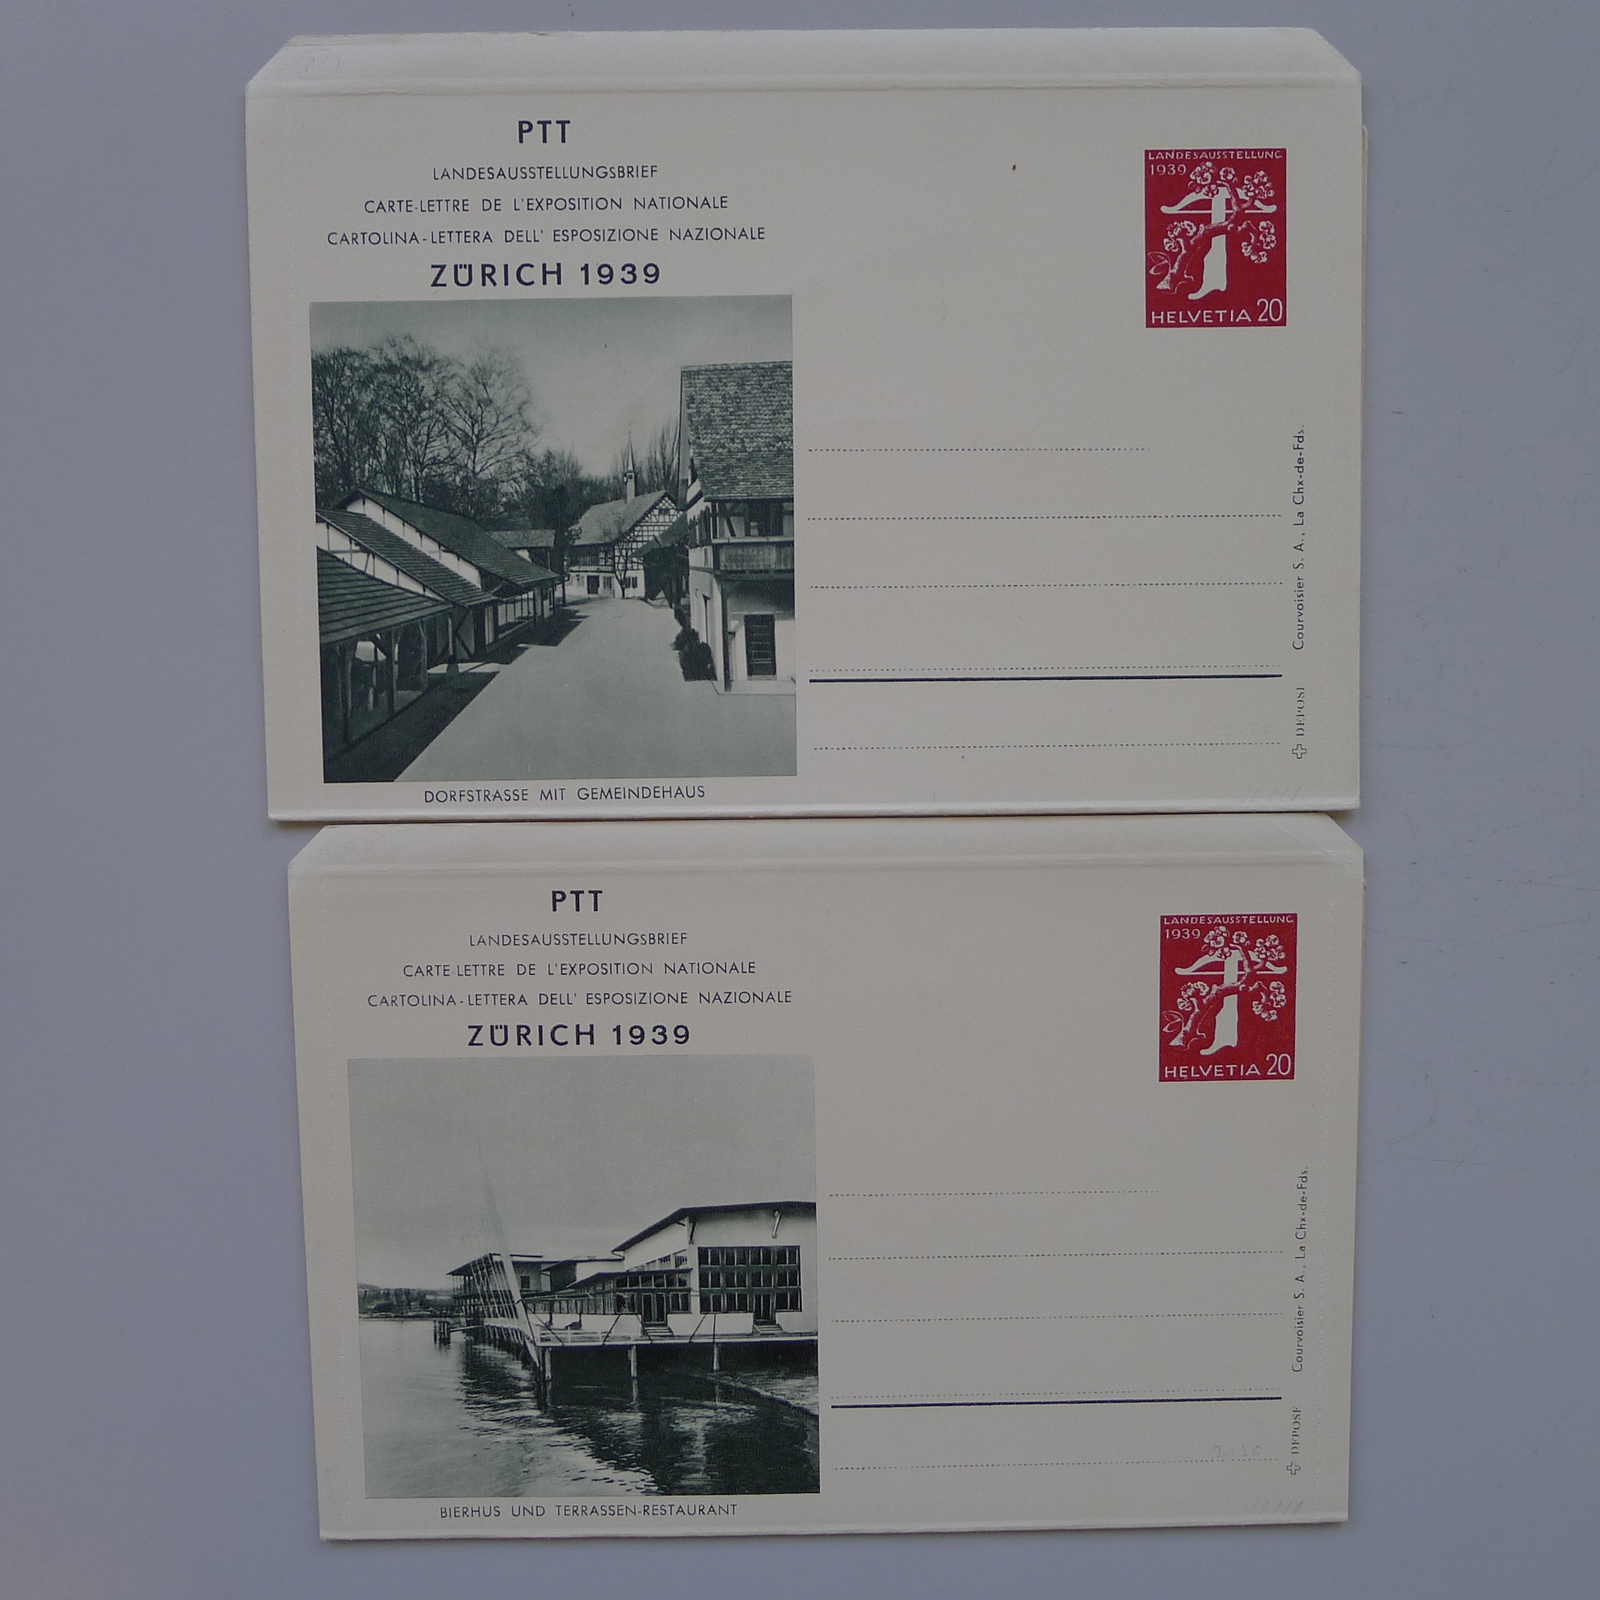 PTT
LANDESAUSSTELLUNGSBRIEF
CARTE-LETTRE DE L'EXPOSITION NATIONALE
CARTOLINA-LETTERA DELL' ESPOSIZIONE NAZIONALE
ZÜRICH 1939
LANDESAUSSTELLUNG
1939
HELVETIA 20
DORFSTRASSE MIT GEMEINDEHAUS
Courvoisier S. A., La Chx-de-Fds.
DEPOSE
PTT
LANDESAUSSTELLUNGSBRIEF
CARTE LETTRE DE L'EXPOSITION NATIONALE
CARTOLINA-LETTERA DELL' ESPOSIZIONE NAZIONALE
ZÜRICH 1939
LANDESAUSSTELLUNG
1939
HELVETIA 20
BIERHUS UND TERRASSEN-RESTAURANT
Courvoisier S. A., La Chx-de-Fds.
DEPOSE